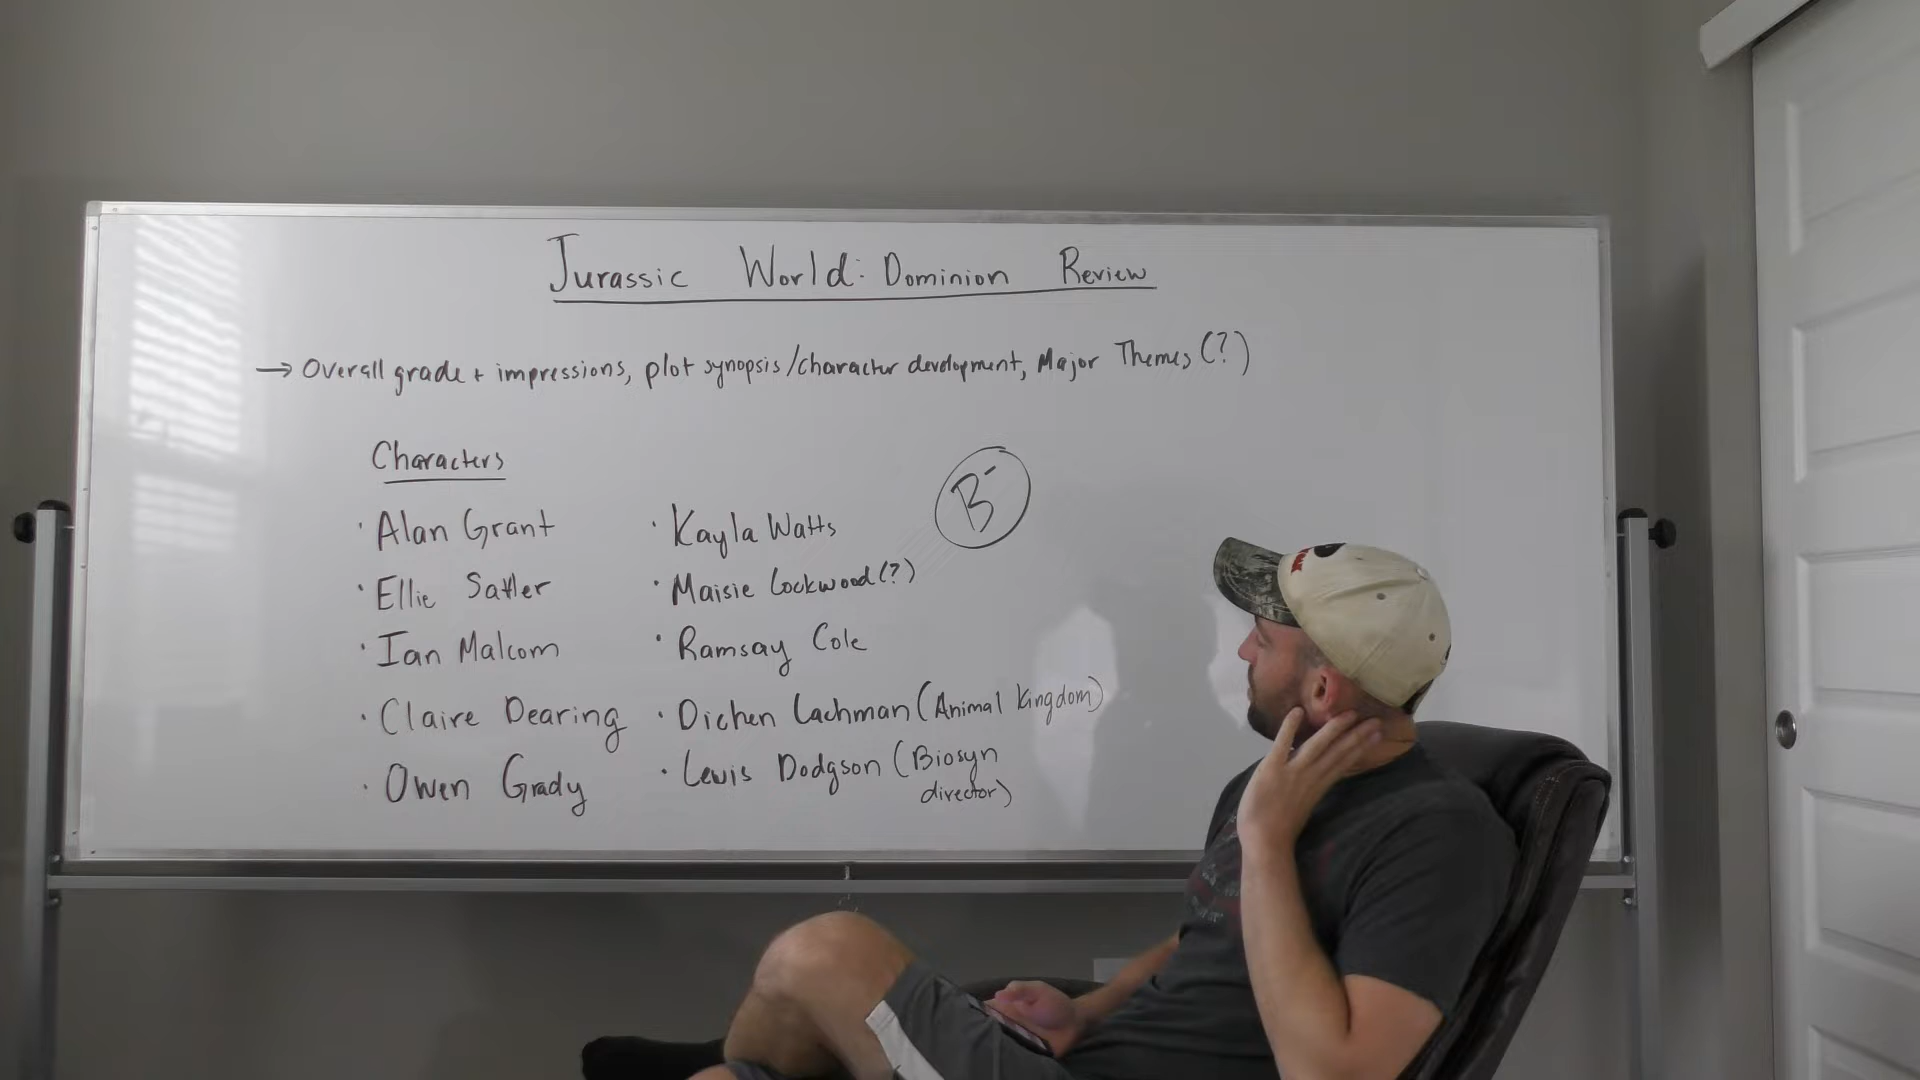 Jurassic World: Dominion Review
→ Overall grade + impressions, plot synopsis/character development, Major Themes (?)
Characters
· Alan Grant
· Ellie Sattler
· Ian Malcom
· Claire Dearing
· Owen Grady
· Kayla Watts
· Maisie Lockwood (?)
· Ramsay Cole
· Dichen Lachman (Animal Kingdom)
· Lewis Dodgson (Biosyn
director)
B-